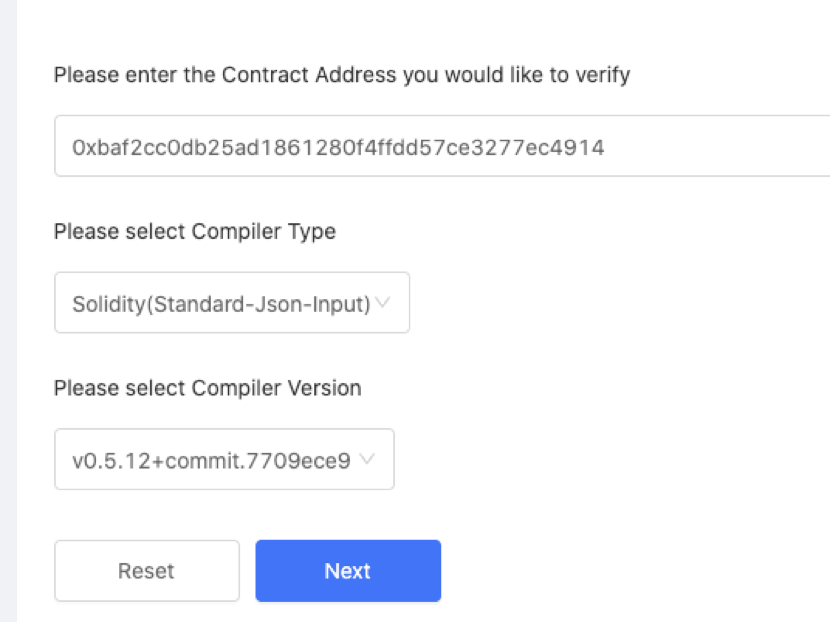 Please enter the Contract Address you would like to verify
0xbaf2cc0db25ad1861280f4ffdd57ce3277ec4914
Please select Compiler Type
Solidity(Standard-Json-Input)
Please select Compiler Version
v0.5.12+commit.7709ece9
Reset
Next